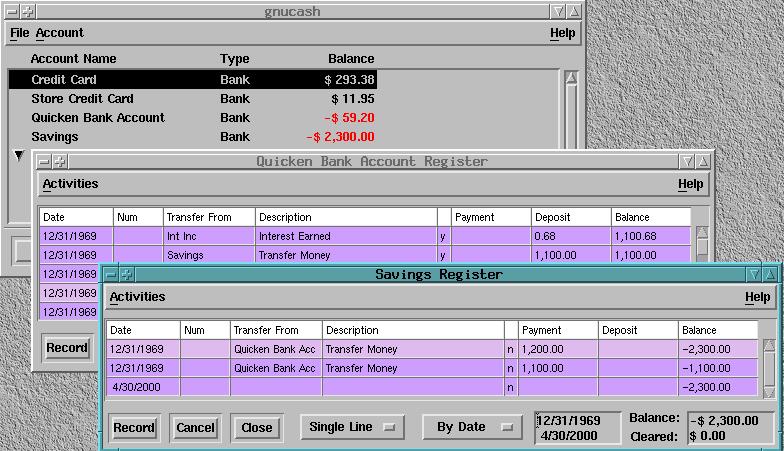 gnucash
File Account Help
Account Name Type Balance
Credit Card Bank $ 293.38
Store Credit Card Bank $ 11.95
Quicken Bank Account Bank -$ 59.20
Savings Bank -$ 2,300.00
Quicken Bank Account Register
Activities Help
Date Num Transfer From Description Payment Deposit Balance
12/31/1969 Int Inc Interest Earned y 0.68 1,100.68
12/31/1969 Savings Transfer Money y 1,100.00 1,100.00
12/31/1969
12/31/1969
12/31/1969
Record
Savings Register
Activities Help
Date Num Transfer From Description Payment Deposit Balance
12/31/1969 Quicken Bank Acc Transfer Money n 1,200.00 -2,300.00
12/31/1969 Quicken Bank Acc Transfer Money n 1,100.00 -1,100.00
4/30/2000 n -2,300.00
Record Cancel Close Single Line By Date 12/31/1969 Balance: -$ 2,300.00
4/30/2000 Cleared: $ 0.00